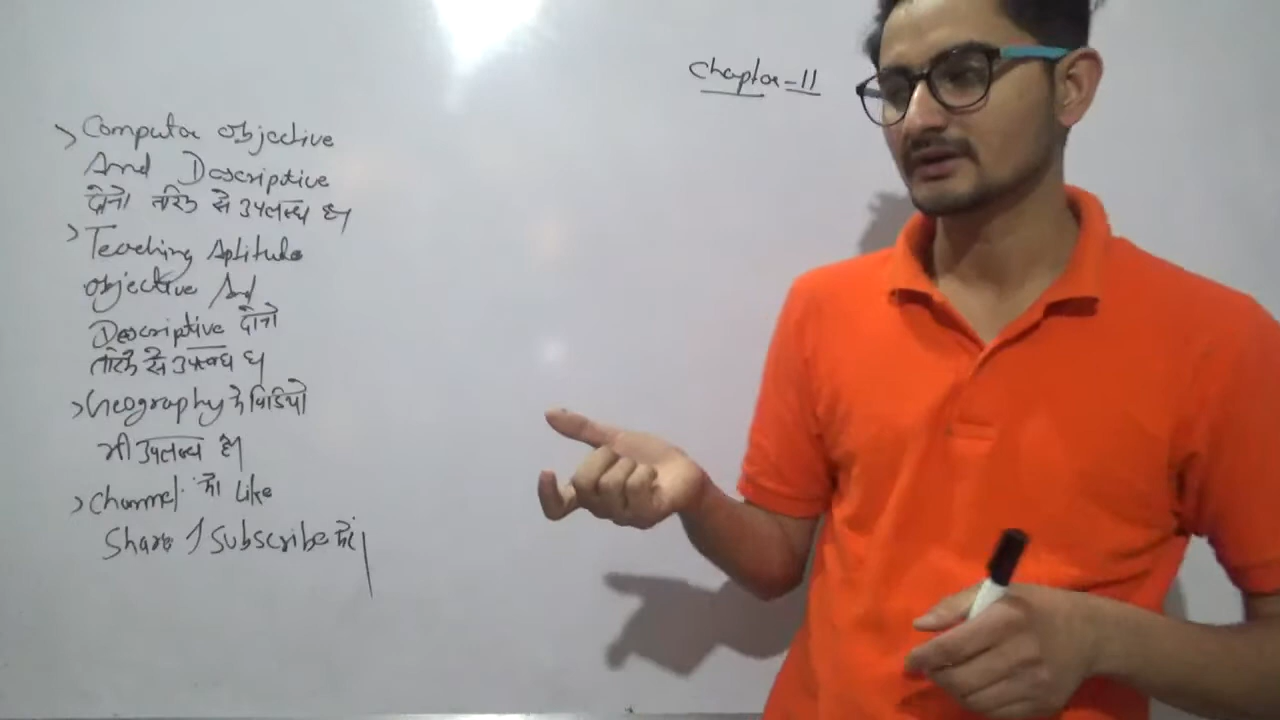 Chapter-11
> Computer objective
And Descriptive
दोनो तरिके से उपलब्ध है।
> Teaching Aptitude
objective And
Descriptive दोनो
तरिके से उपलब्ध है।
> Geography के विडियो
भी उपलब्ध है।
> Channel को Like
Share / Subscribe करें।